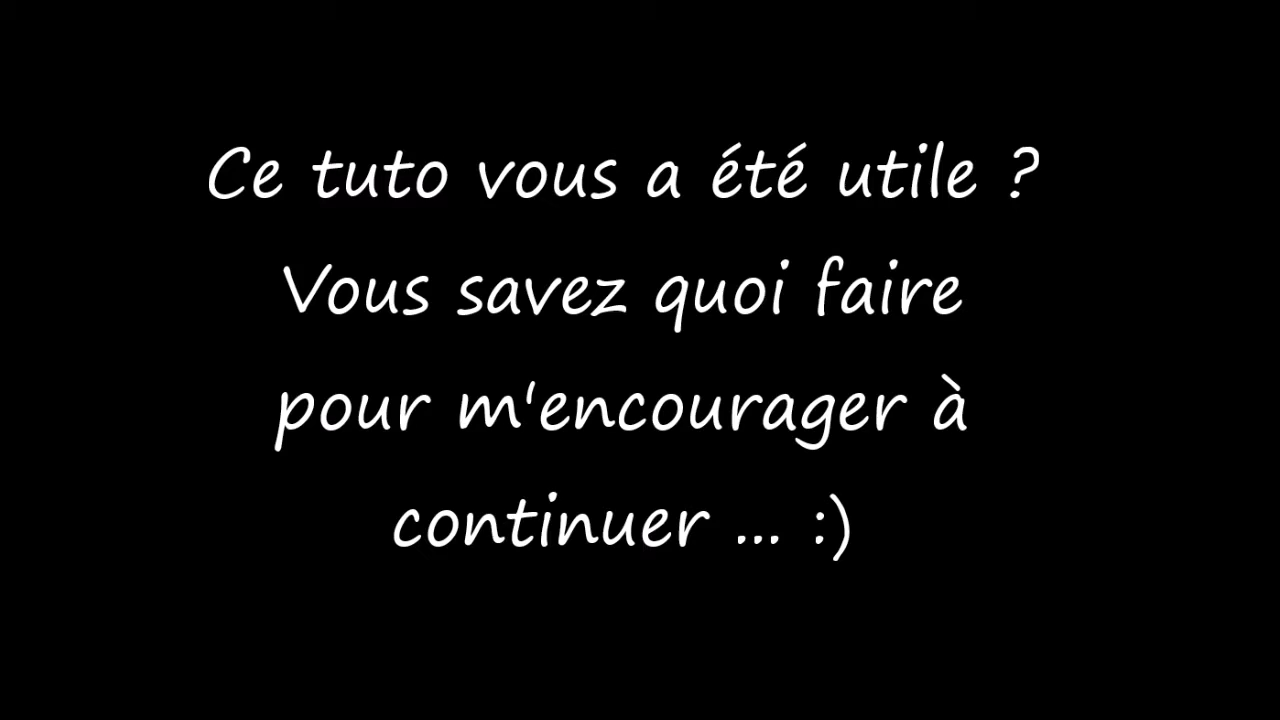 Ce tuto vous a été utile ?
Vous savez quoi faire
pour m'encourager à
continuer ... :)